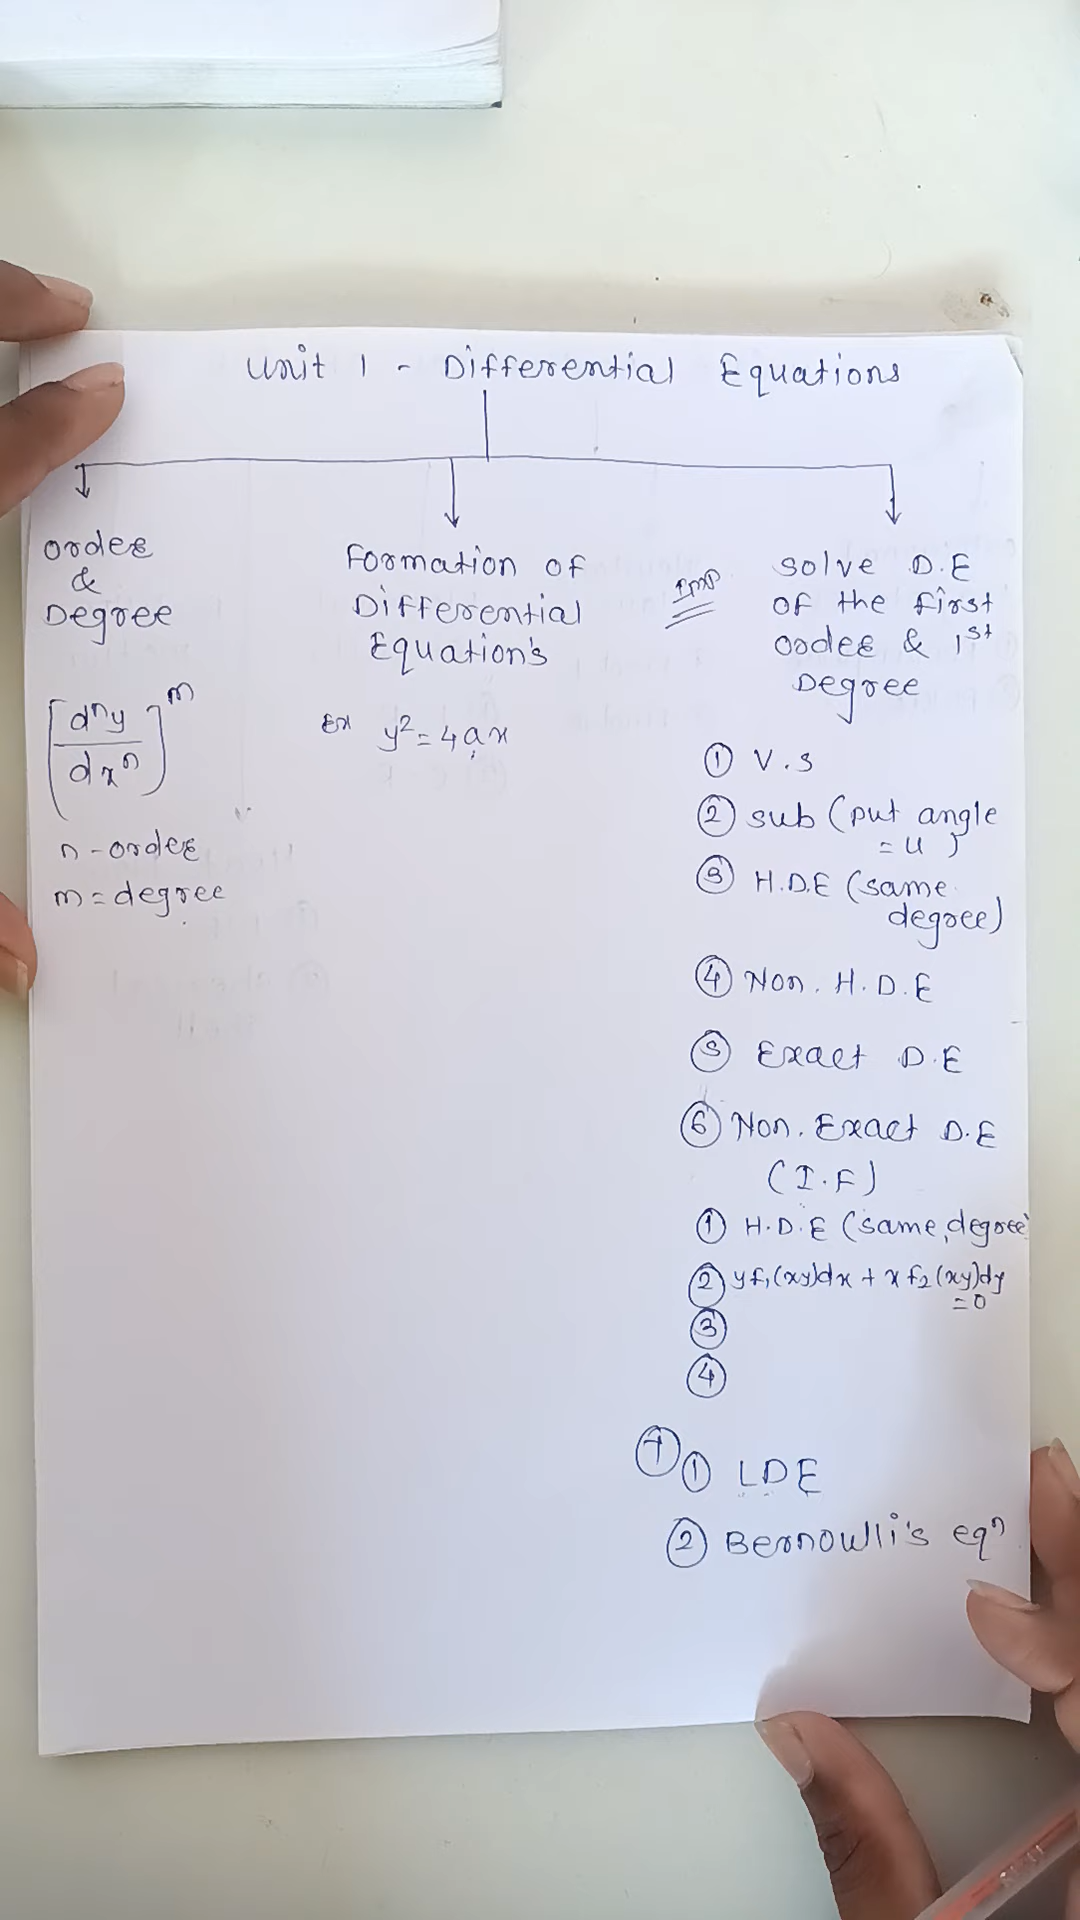 Unit 1 - Differential Equations
Order
&
Degree
[dⁿy/dxⁿ]^m
n - order
m = degree
Formation of
Differential
Equation's
Ex y² = 4ax
Imp
Solve D.E
of the first
order & 1st
Degree
① V.S
② Sub (put angle
= u)
③ H.D.E (same
degree)
④ Non. H.D.E
⑤ Exact D.E
⑥ Non. Exact D.E
(I.F)
① H.D.E (same, degree)
② yf₁(xy)dx + xf₂(xy)dy
=0
③
④
⑦ ① LDE
② Bernoulli's eqⁿ